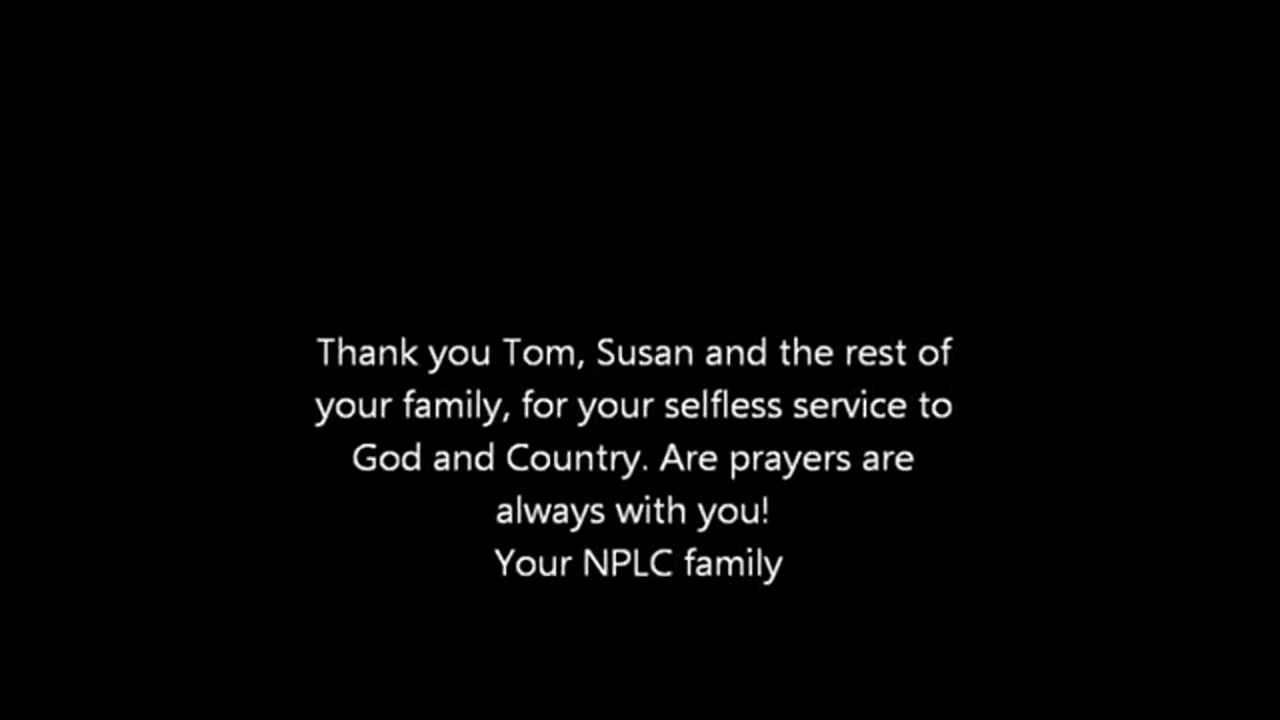 Thank you Tom, Susan and the rest of
your family, for your selfless service to
God and Country. Are prayers are
always with you!
Your NPLC family